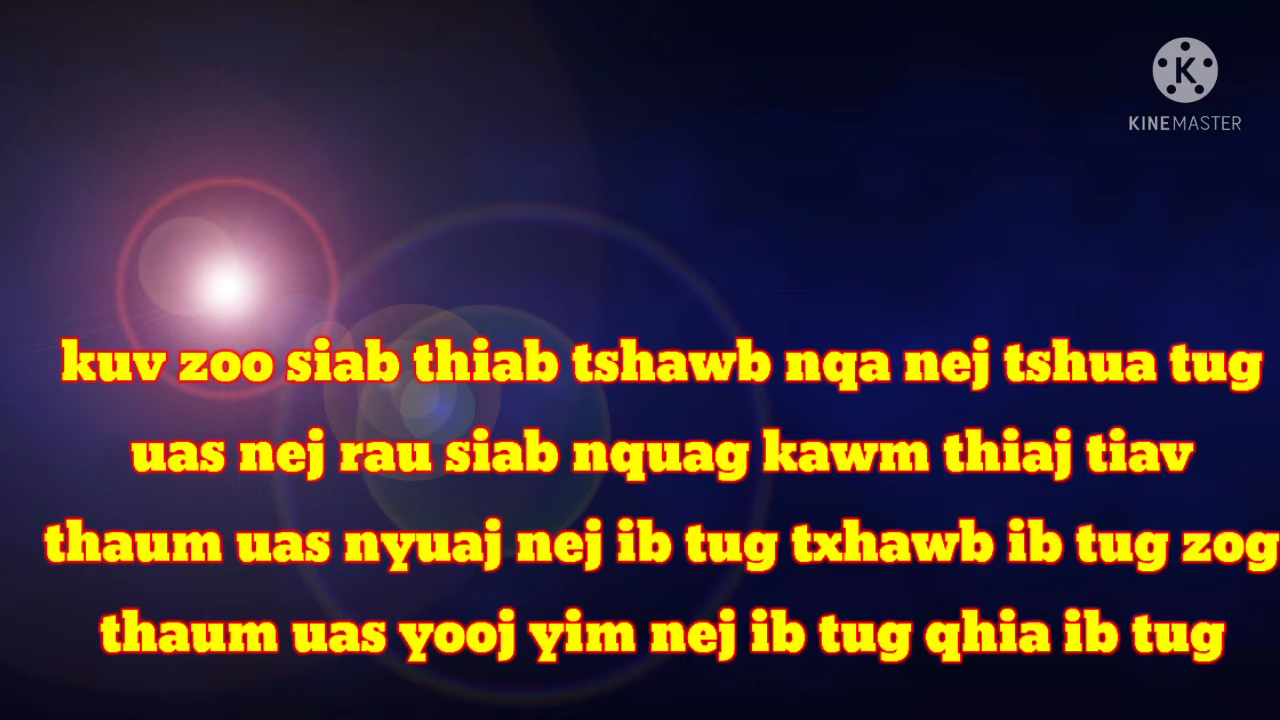 K
KINEMASTER
kuv zoo siab thiab tshawb nqa nej tshua tug
uas nej rau siab nquag kawm thiaj tiav
thaum uas nyuaj nej ib tug txhawb ib tug zog
thaum uas yooj yim nej ib tug qhia ib tug